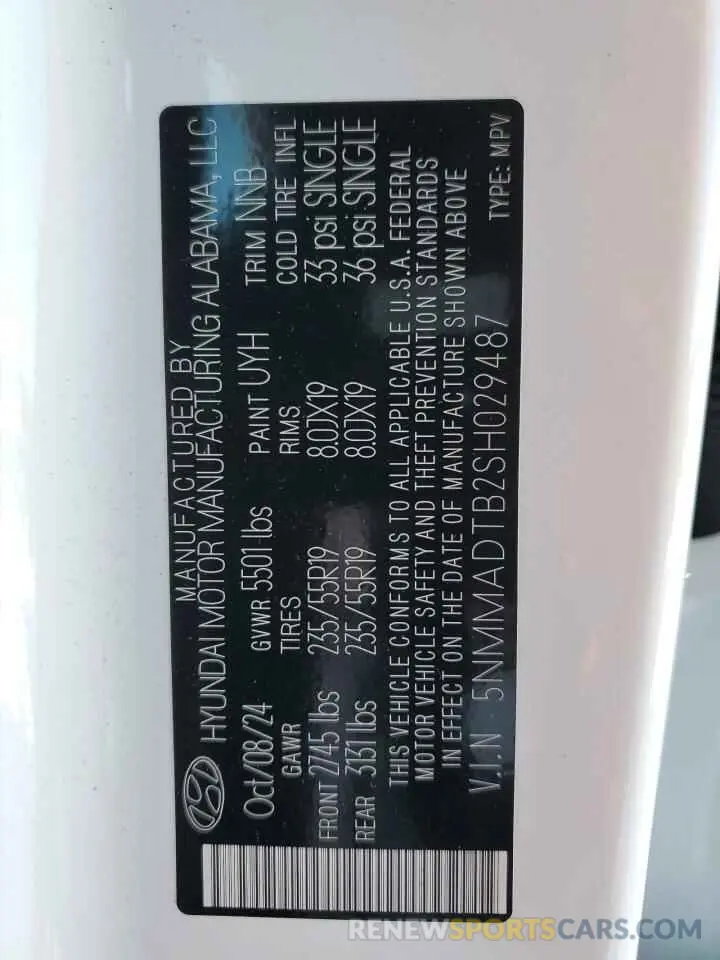 MANUFACTURED BY
HYUNDAI MOTOR MANUFACTURING ALABAMA, LLC
Oct/08/24 GVWR 5501 lbs PAINT UYH TRIM NNB
GAWR TIRES RIMS COLD TIRE INFL
FRONT 2745 lbs 235/55R19 8.0JX19 33 psi SINGLE
REAR 3131 lbs 235/55R19 8.0JX19 36 psi SINGLE
THIS VEHICLE CONFORMS TO ALL APPLICABLE U.S.A. FEDERAL
MOTOR VEHICLE SAFETY AND THEFT PREVENTION STANDARDS
IN EFFECT ON THE DATE OF MANUFACTURE SHOWN ABOVE
V.I.N : 5NMMADTB2SH029487 TYPE: MPV
RENEWSPORTSCARS.COM